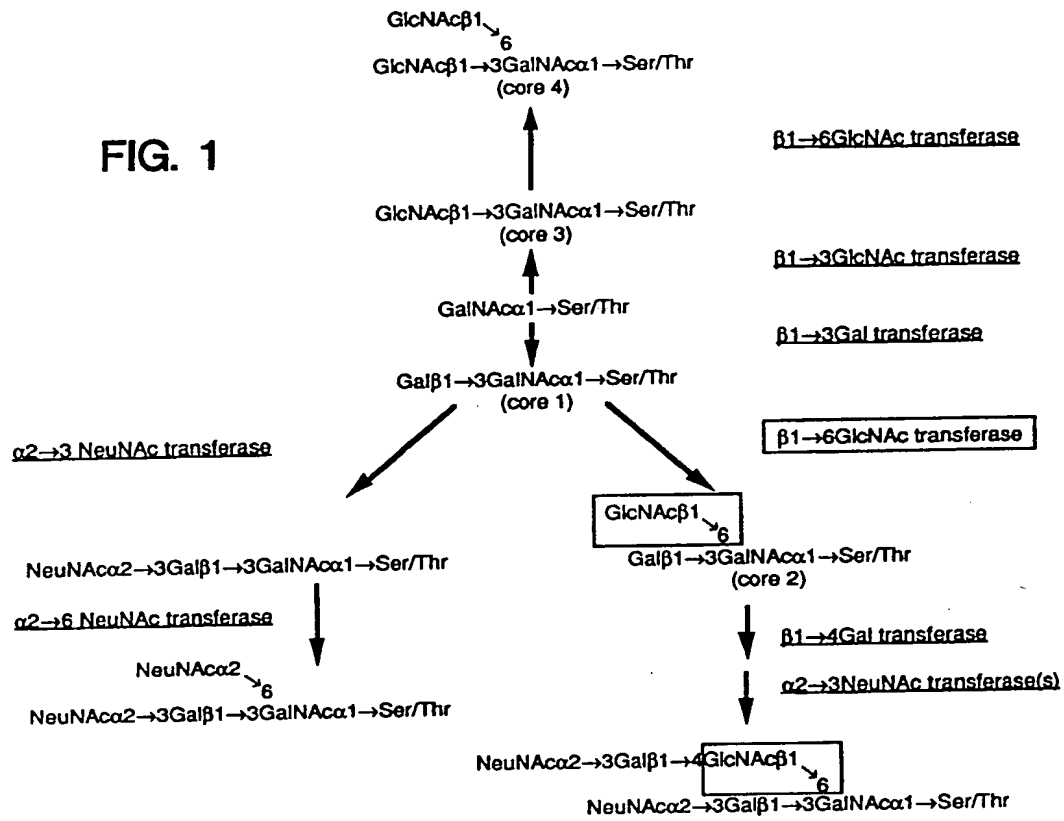 GlcNAcβ1↘
6
GlcNAcβ1→3GalNAcα1→Ser/Thr
(core 4)
FIG. 1
β1→6GlcNAc transferase
GlcNAcβ1→3GalNAcα1→Ser/Thr
(core 3)
β1→3GlcNAc transferase
GalNAcα1→Ser/Thr
β1→3Gal transferase
Galβ1→3GalNAcα1→Ser/Thr
(core 1)
β1→6GlcNAc transferase
α2→3 NeuNAc transferase
GlcNAcβ1↘
6
Galβ1→3GalNAcα1→Ser/Thr
(core 2)
NeuNAcα2→3Galβ1→3GalNAcα1→Ser/Thr
α2→6 NeuNAc transferase
β1→4Gal transferase
NeuNAcα2↘
6
α2→3NeuNAc transferase(s)
NeuNAcα2→3Galβ1→3GalNAcα1→Ser/Thr
NeuNAcα2→3Galβ1→4GlcNAcβ1↘
6
NeuNAcα2→3Galβ1→3GalNAcα1→Ser/Thr